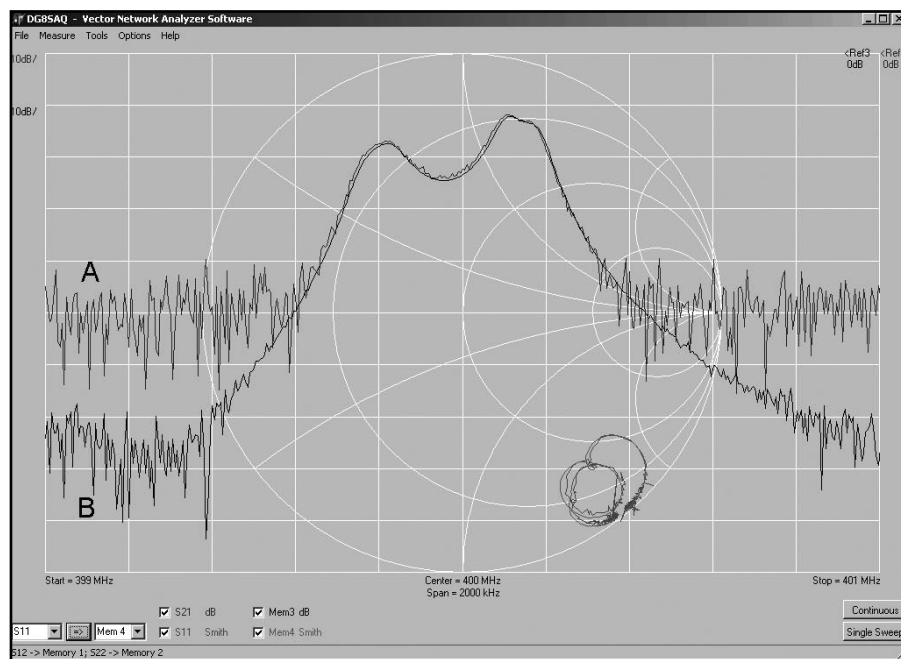 DG8SAQ - Vector Network Analyzer Software
File Measure Tools Options Help
10dB/
<Ref3 <Ref
0dB 0dB
10dB/
A
B
Start = 399 MHz
Center = 400 MHz
Stop = 401 MHz
Span = 2000 kHz
S21 dB
Mem3 dB
Continuous
S11
=>
Mem 4
S11 Smith
Mem4 Smith
Single Sweep
S12 -> Memory 1; S22 -> Memory 2